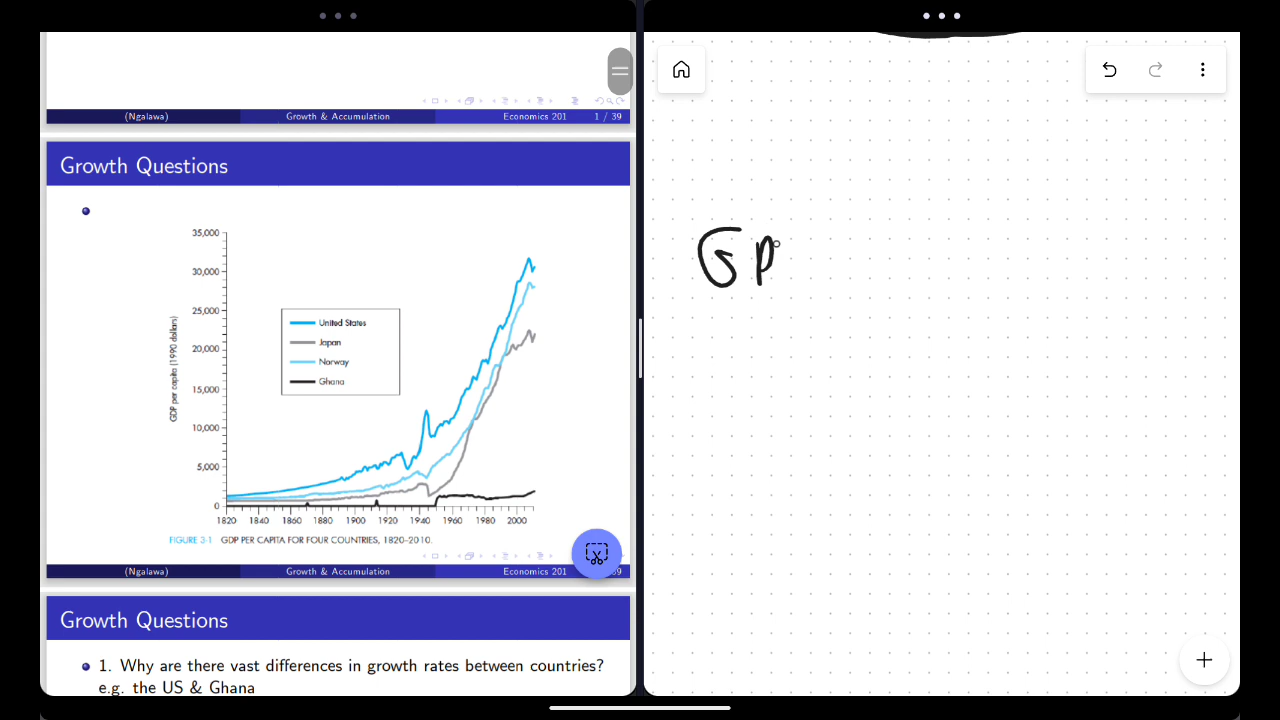 (Ngalawa) Growth & Accumulation Economics 201 1 / 39
Growth Questions
35,000
30,000
25,000
20,000
15,000
10,000
5,000
0
GDP per capita (1990 dollars)
United States
Japan
Norway
Ghana
1820 1840 1860 1880 1900 1920 1940 1960 1980 2000
FIGURE 3-1 GDP PER CAPITA FOR FOUR COUNTRIES, 1820–2010.
(Ngalawa) Growth & Accumulation Economics 201 39
Growth Questions
1. Why are there vast differences in growth rates between countries?
e.g. the US & Ghana
GP